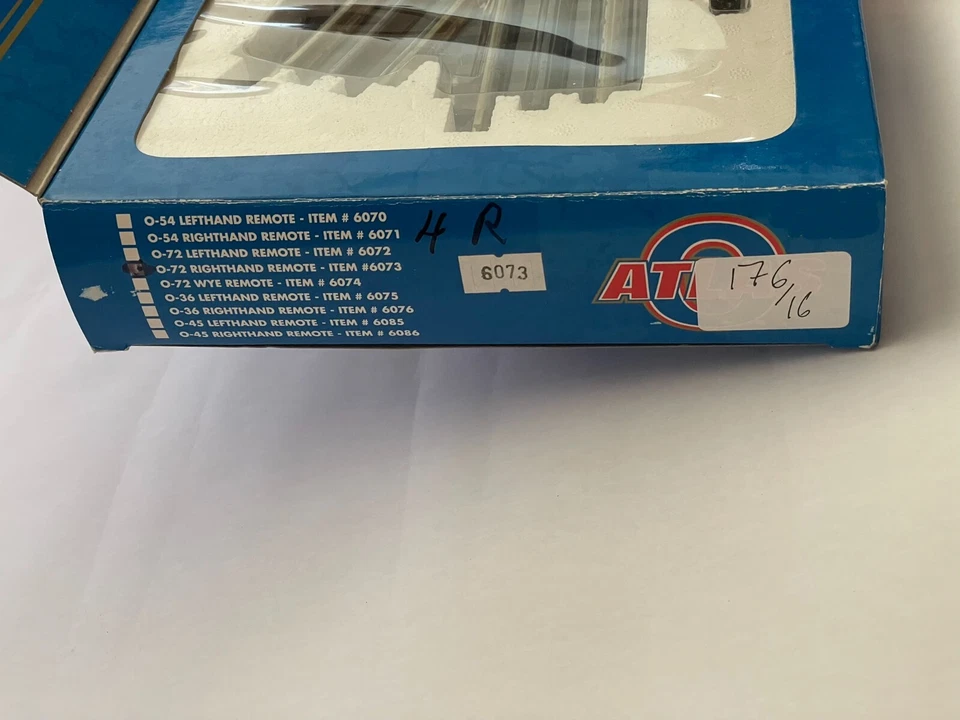 O-54 LEFTHAND REMOTE - ITEM # 6070
O-54 RIGHTHAND REMOTE - ITEM # 6071
O-72 LEFTHAND REMOTE - ITEM # 6072
O-72 RIGHTHAND REMOTE - ITEM #6073
O-72 WYE REMOTE - ITEM # 6074
O-36 LEFTHAND REMOTE - ITEM # 6075
O-36 RIGHTHAND REMOTE - ITEM # 6076
O-45 LEFTHAND REMOTE - ITEM # 6085
O-45 RIGHTHAND REMOTE - ITEM # 6086
4 R
6073
ATLAS
176/16